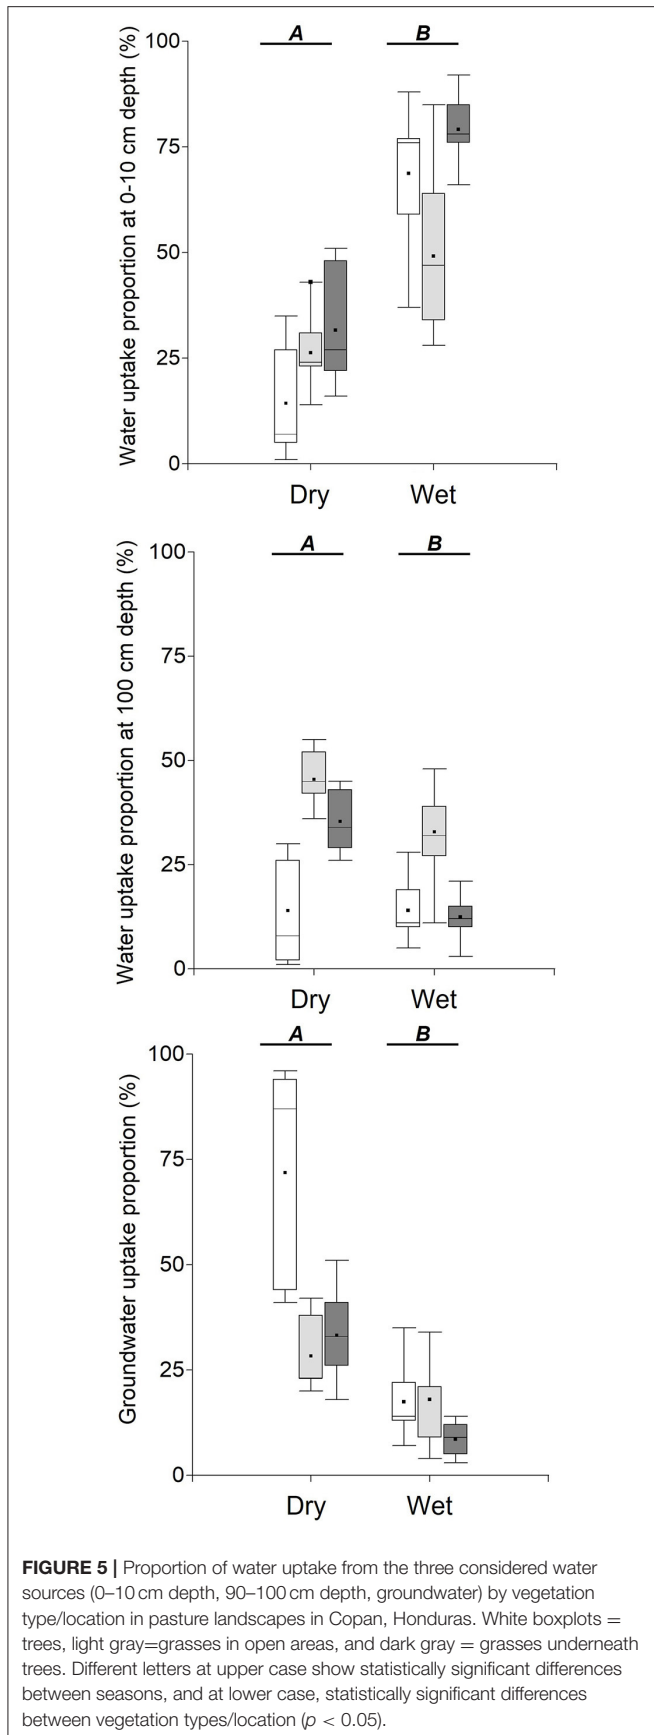 Water uptake proportion at 0-10 cm depth (%)
A
B
100
75
50
25
0
Dry
Wet
Water uptake proportion at 100 cm depth (%)
A
B
100
75
50
25
0
Dry
Wet
Groundwater uptake proportion (%)
A
B
100
75
50
25
0
Dry
Wet
FIGURE 5 | Proportion of water uptake from the three considered water
sources (0–10 cm depth, 90–100 cm depth, groundwater) by vegetation
type/location in pasture landscapes in Copan, Honduras. White boxplots =
trees, light gray=grasses in open areas, and dark gray = grasses underneath
trees. Different letters at upper case show statistically significant differences
between seasons, and at lower case, statistically significant differences
between vegetation types/location (p < 0.05).